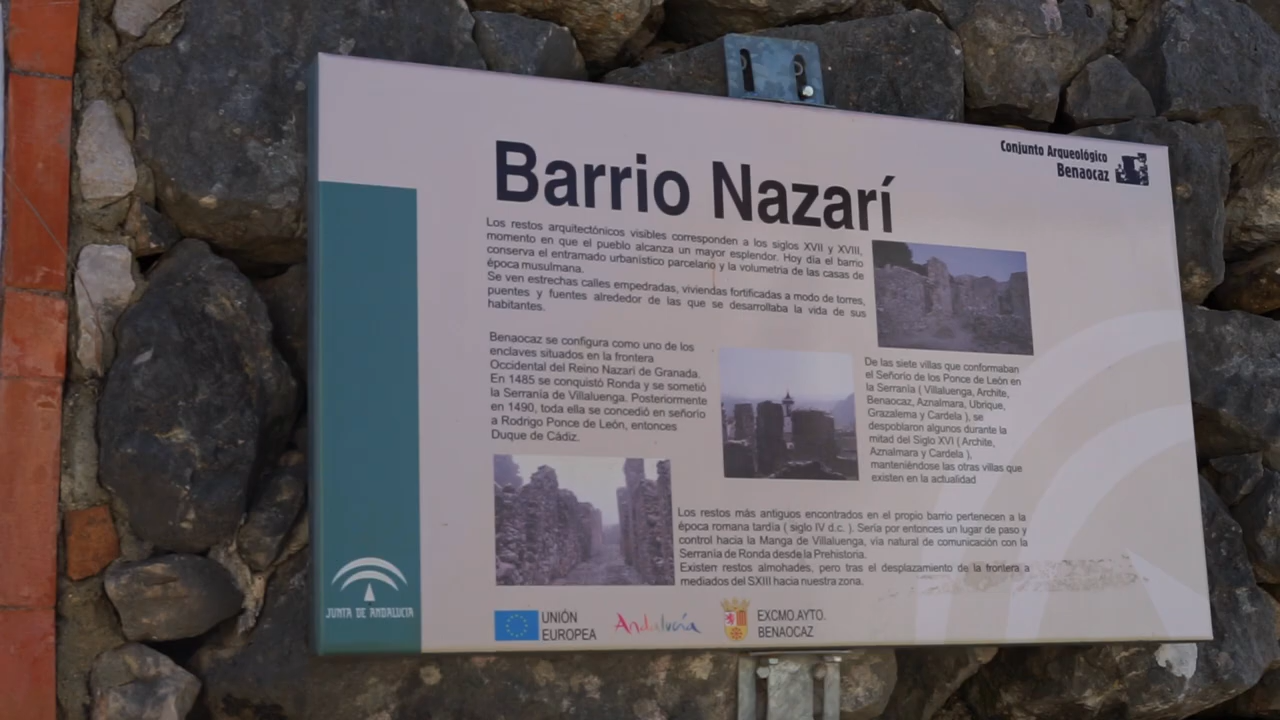 Conjunto Arqueológico
Benaocaz
Barrio Nazarí
Los restos arquitectónicos visibles corresponden a los siglos XVII y XVIII,
momento en que el pueblo alcanza un mayor esplendor. Hoy día el barrio
conserva el entramado urbanístico parcelario y la volumetría de las casas de
época musulmana.
Se ven estrechas calles empedradas, viviendas fortificadas a modo de torres,
puentes y fuentes alrededor de las que se desarrollaba la vida de sus
habitantes.
Benaocaz se configura como uno de los
enclaves situados en la frontera
Occidental del Reino Nazarí de Granada.
En 1485 se conquistó Ronda y se sometió
la Serranía de Villaluenga. Posteriormente
en 1490, toda ella se concedió en señorío
a Rodrigo Ponce de León, entonces
Duque de Cádiz.
De las siete villas que conformaban
el Señorio de los Ponce de León en
la Serranía ( Villaluenga, Archite,
Benaocaz, Aznalmara, Ubrique,
Grazalema y Cardela ), se
despoblaron algunos durante la
mitad del Siglo XVI ( Archite,
Aznalmara y Cardela ),
manteniéndose las otras villas que
existen en la actualidad
Los restos más antiguos encontrados en el propio barrio pertenecen a la
época romana tardía ( siglo IV d.c. ). Sería por entonces un lugar de paso y
control hacia la Manga de Villaluenga, vía natural de comunicación con la
Serranía de Ronda desde la Prehistoria.
Existen restos almohades, pero tras el desplazamiento de la frontera a
mediados del SXIII hacia nuestra zona.
JUNTA DE ANDALUCIA
UNIÓN
EUROPEA
Andalucía
EXCMO.AYTO.
BENAOCAZ